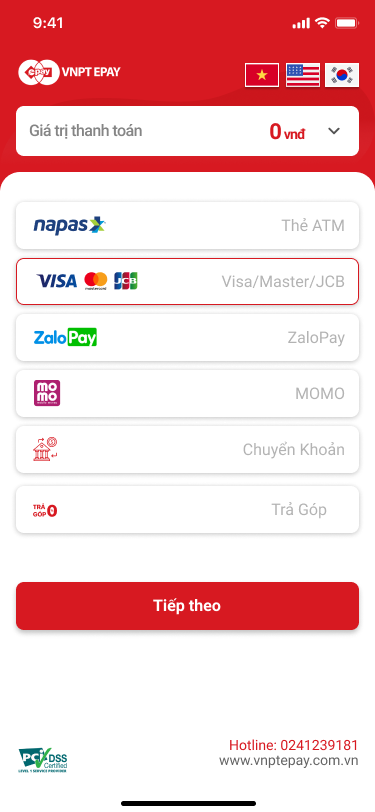 9:41
epay VNPT EPAY
Giá trị thanh toán 0 vnđ
napas Thẻ ATM
VISA mastercard JCB Visa/Master/JCB
ZaloPay ZaloPay
mo
mo MOMO
Chuyển Khoản
TRẢ
GÓP 0 Trả Góp
Tiếp theo
Hotline: 0241239181
www.vnptepay.com.vn
PCI DSS
Certified
LEVEL 1 SERVICE PROVIDER